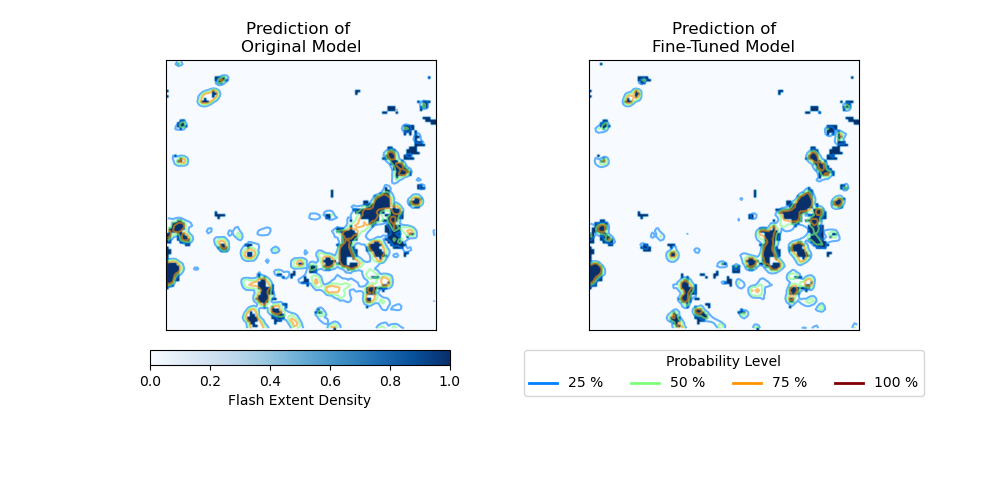 Prediction of
Original Model
Prediction of
Fine-Tuned Model
0.0 0.2 0.4 0.6 0.8 1.0
Flash Extent Density
Probability Level
25 % 50 % 75 % 100 %